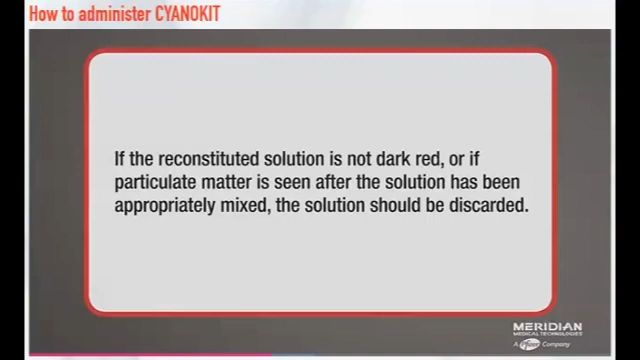 How to administer CYANOKIT
If the reconstituted solution is not dark red, or if
particulate matter is seen after the solution has been
appropriately mixed, the solution should be discarded.
MERIDIAN
MEDICAL TECHNOLOGIES
A Pfizer Company